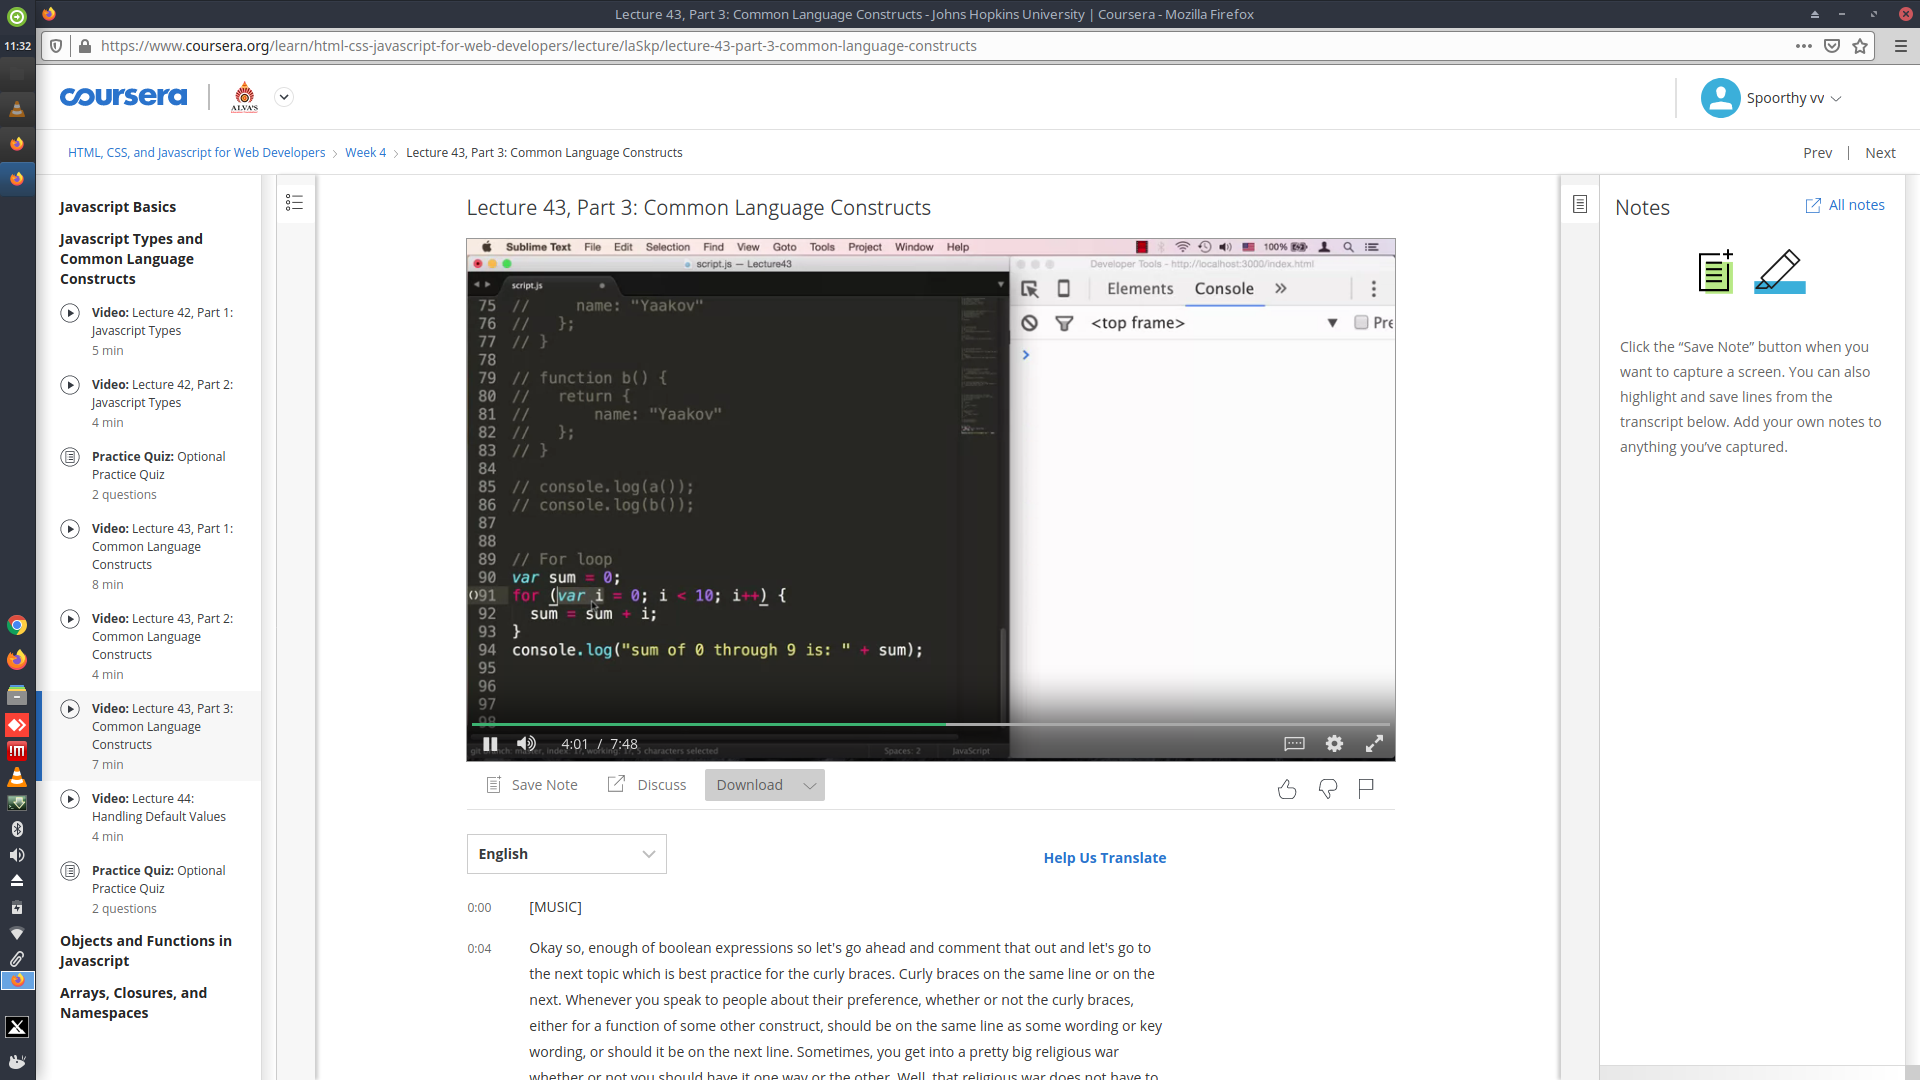 Lecture 43, Part 3: Common Language Constructs - Johns Hopkins University | Coursera - Mozilla Firefox
11:32
https://www.coursera.org/learn/html-css-javascript-for-web-developers/lecture/laSkp/lecture-43-part-3-common-language-constructs
coursera
ALVA'S
Spoorthy vv
HTML, CSS, and Javascript for Web Developers > Week 4 > Lecture 43, Part 3: Common Language Constructs
Prev | Next
Javascript Basics
Javascript Types and
Common Language
Constructs
Video: Lecture 42, Part 1:
Javascript Types
5 min
Video: Lecture 42, Part 2:
Javascript Types
4 min
Practice Quiz: Optional
Practice Quiz
2 questions
Video: Lecture 43, Part 1:
Common Language
Constructs
8 min
Video: Lecture 43, Part 2:
Common Language
Constructs
4 min
Video: Lecture 43, Part 3:
Common Language
Constructs
7 min
Video: Lecture 44:
Handling Default Values
4 min
Practice Quiz: Optional
Practice Quiz
2 questions
Objects and Functions in
Javascript
Arrays, Closures, and
Namespaces
Lecture 43, Part 3: Common Language Constructs
Sublime Text File Edit Selection Find View Goto Tools Project Window Help 100%
script.js — Lecture43
Developer Tools - http://localhost:3000/index.html
script.js
Elements Console »
<top frame> Pre
75 //     name: "Yaakov"
76 //   };
77 // }
78
79 // function b() {
80 //   return {
81 //       name: "Yaakov"
82 //   };
83 // }
84
85 // console.log(a());
86 // console.log(b());
87
88
89 // For loop
90 var sum = 0;
91 for (var i = 0; i < 10; i++) {
92   sum = sum + i;
93 }
94 console.log("sum of 0 through 9 is: " + sum);
95
96
97
98
4:01 / 7:48
characters selected
Spaces: 2
JavaScript
Save Note
Discuss
Download
English
Help Us Translate
0:00 [MUSIC]
0:04 Okay so, enough of boolean expressions so let's go ahead and comment that out and let's go to
the next topic which is best practice for the curly braces. Curly braces on the same line or on the
next. Whenever you speak to people about their preference, whether or not the curly braces,
either for a function of some other construct, should be on the same line as some wording or key
wording, or should it be on the next line. Sometimes, you get into a pretty big religious war
whether or not you should have it one way or the other. Well, that religious war does not have to
Notes
All notes
Click the “Save Note” button when you
want to capture a screen. You can also
highlight and save lines from the
transcript below. Add your own notes to
anything you’ve captured.